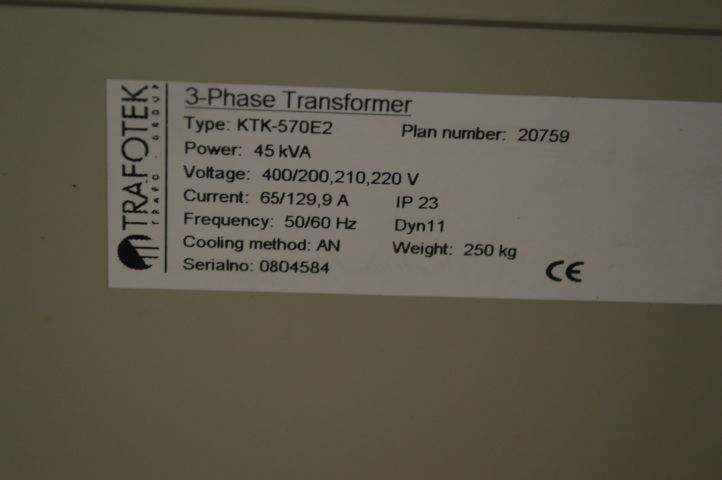 TRAFOTEK
TRAFO . GROUP
3-Phase Transformer
Type: KTK-570E2 Plan number: 20759
Power: 45 kVA
Voltage: 400/200,210,220 V
Current: 65/129,9 A IP 23
Frequency: 50/60 Hz Dyn11
Cooling method: AN Weight: 250 kg
Serialno: 0804584 CE